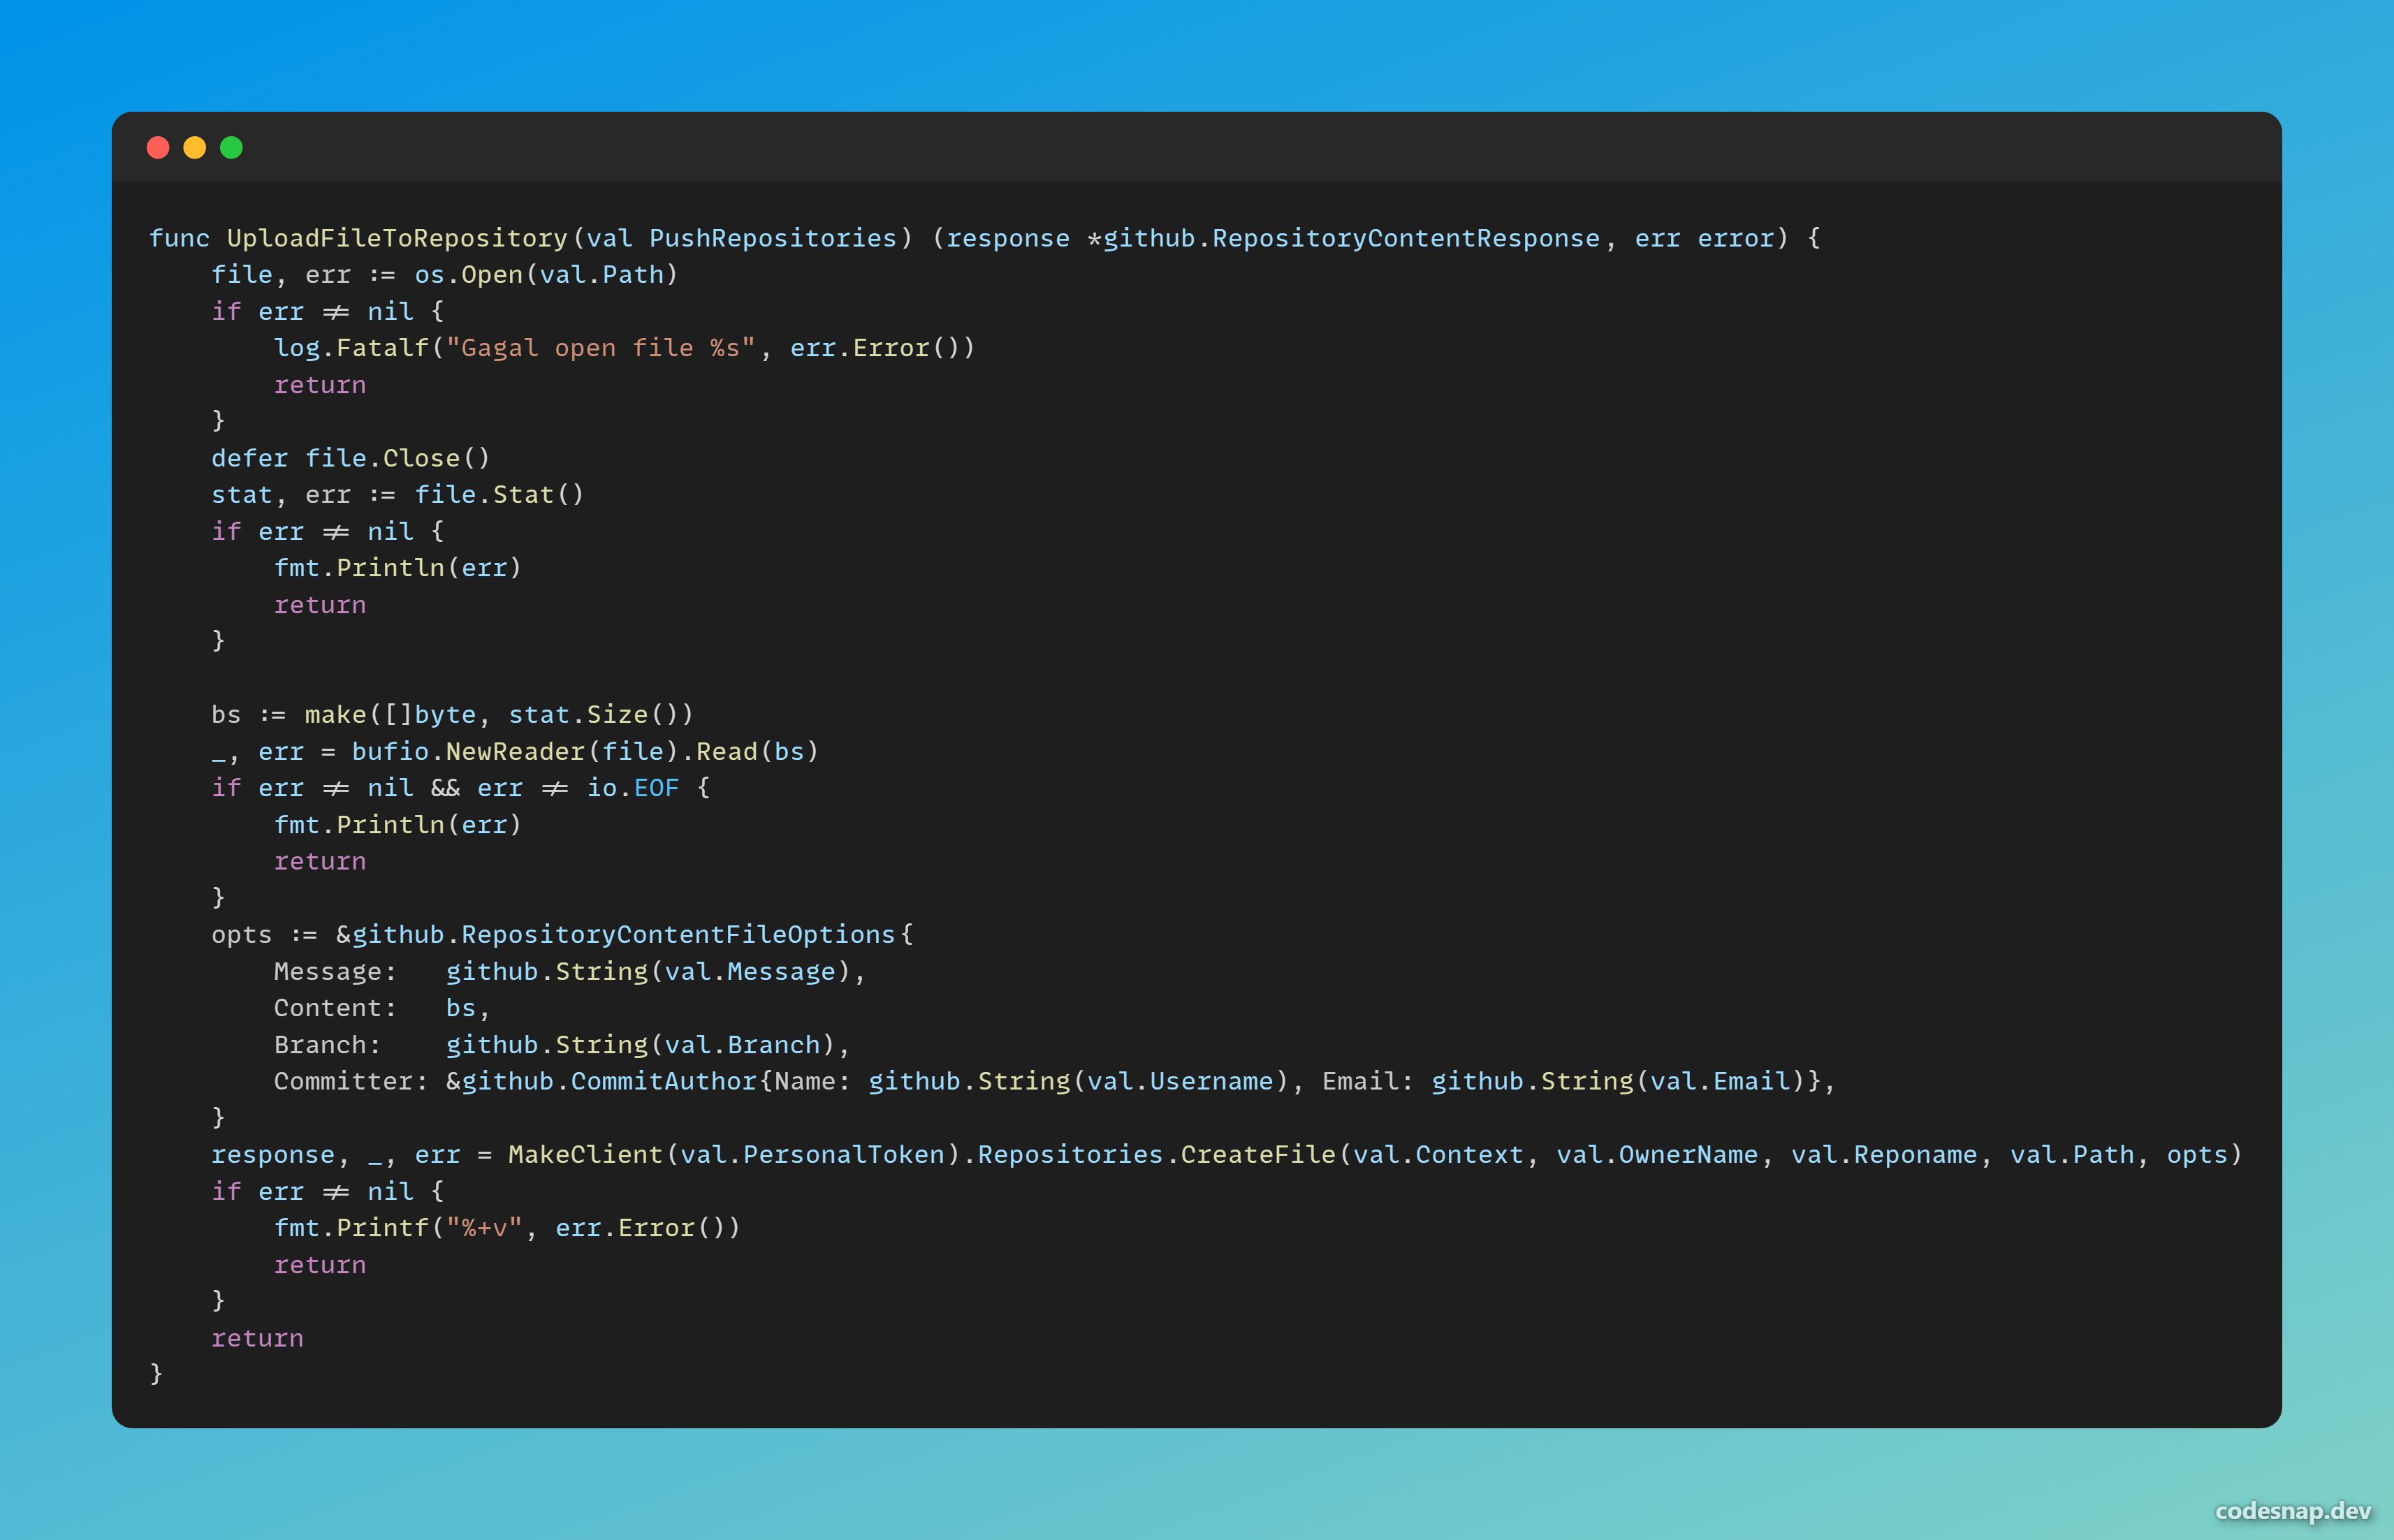 func UploadFileToRepository(val PushRepositories) (response *github.RepositoryContentResponse, err error) {
    file, err := os.Open(val.Path)
    if err != nil {
        log.Fatalf("Gagal open file %s", err.Error())
        return
    }
    defer file.Close()
    stat, err := file.Stat()
    if err != nil {
        fmt.Println(err)
        return
    }

    bs := make([]byte, stat.Size())
    _, err = bufio.NewReader(file).Read(bs)
    if err != nil && err != io.EOF {
        fmt.Println(err)
        return
    }
    opts := &github.RepositoryContentFileOptions{
        Message:   github.String(val.Message),
        Content:   bs,
        Branch:    github.String(val.Branch),
        Committer: &github.CommitAuthor{Name: github.String(val.Username), Email: github.String(val.Email)},
    }
    response, _, err = MakeClient(val.PersonalToken).Repositories.CreateFile(val.Context, val.OwnerName, val.Reponame, val.Path, opts)
    if err != nil {
        fmt.Printf("%+v", err.Error())
        return
    }
    return
}
codesnap.dev